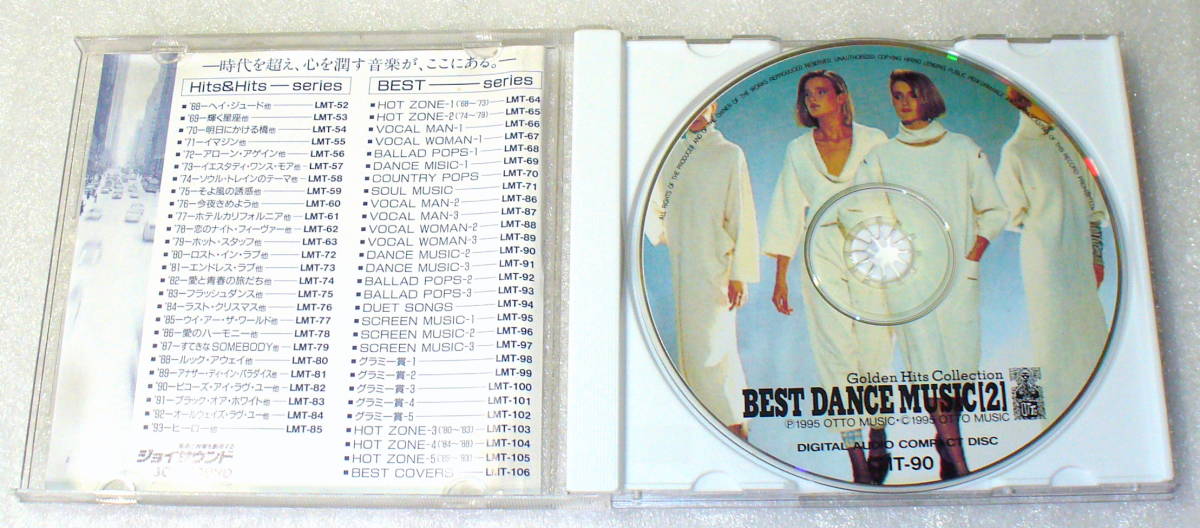 —時代を超え、心を潤す音楽が、ここにある。—
Hits&Hits — series
■ '68—ヘイ・ジュード他 — LMT-52
■ '69—輝く星座他 — LMT-53
■ '70—明日にかける橋他 — LMT-54
■ '71—イマジン他 — LMT-55
■ '72—アローン・アゲイン他 — LMT-56
■ '73—イエスタディ・ワンス・モア他 — LMT-57
■ '74—ソウル・トレインのテーマ他 — LMT-58
■ '75—そよ風の誘惑他 — LMT-59
■ '76—今夜きめよう他 — LMT-60
■ '77—ホテルカリフォルニア他 — LMT-61
■ '78—恋のナイト・フィーヴァー他 — LMT-62
■ '79—ホット・スタッフ他 — LMT-63
■ '80—ロスト・イン・ラブ他 — LMT-72
■ '81—エンドレス・ラブ他 — LMT-73
■ '82—愛と青春の旅だち他 — LMT-74
■ '83—フラッシュダンス他 — LMT-75
■ '84—ラスト・クリスマス他 — LMT-76
■ '85—ウイ・アー・ザ・ワールド他 — LMT-77
■ '86—愛のハーモニー他 — LMT-78
■ '87—すてきなSOMEBODY他 — LMT-79
■ '88—ルック・アウェイ他 — LMT-80
■ '89—アナザー・ディ・イン・パラダイス他 — LMT-81
■ '90—ビコーズ・アイ・ラヴ・ユー他 — LMT-82
■ '91—ブラック・オア・ホワイト他 — LMT-83
■ '92—オールウェイズ・ラヴ・ユー他 — LMT-84
■ '93—ヒーロー他 — LMT-85
ジョイサウンド
BEST — series
■ HOT ZONE-1('68~'73) — LMT-64
■ HOT ZONE-2('74~'79) — LMT-65
■ VOCAL MAN-1 — LMT-66
■ VOCAL WOMAN-1 — LMT-67
■ BALLAD POPS-1 — LMT-68
■ DANCE MISIC-1 — LMT-69
■ COUNTRY POPS — LMT-70
■ SOUL MUSIC — LMT-71
■ VOCAL MAN-2 — LMT-86
■ VOCAL MAN-3 — LMT-87
■ VOCAL WOMAN-2 — LMT-88
■ VOCAL WOMAN-3 — LMT-89
■ DANCE MUSIC-2 — LMT-90
■ DANCE MUSIC-3 — LMT-91
■ BALLAD POPS-2 — LMT-92
■ BALLAD POPS-3 — LMT-93
■ DUET SONGS — LMT-94
■ SCREEN MUSIC-1 — LMT-95
■ SCREEN MUSIC-2 — LMT-96
■ SCREEN MUSIC-3 — LMT-97
■ グラミー賞-1 — LMT-98
■ グラミー賞-2 — LMT-99
■ グラミー賞-3 — LMT-100
■ グラミー賞-4 — LMT-101
■ グラミー賞-5 — LMT-102
■ HOT ZONE-3('80~'83) — LMT-103
■ HOT ZONE-4('84~'86) — LMT-104
■ HOT ZONE-5 — LMT-105
■ BEST COVERS — LMT-106
Golden Hits Collection
BEST DANCE MUSIC[2]
Ⓟ1995 OTTO MUSIC・Ⓒ1995 OTTO MUSIC
DIGITAL AUDIO COMPACT DISC
MT-90